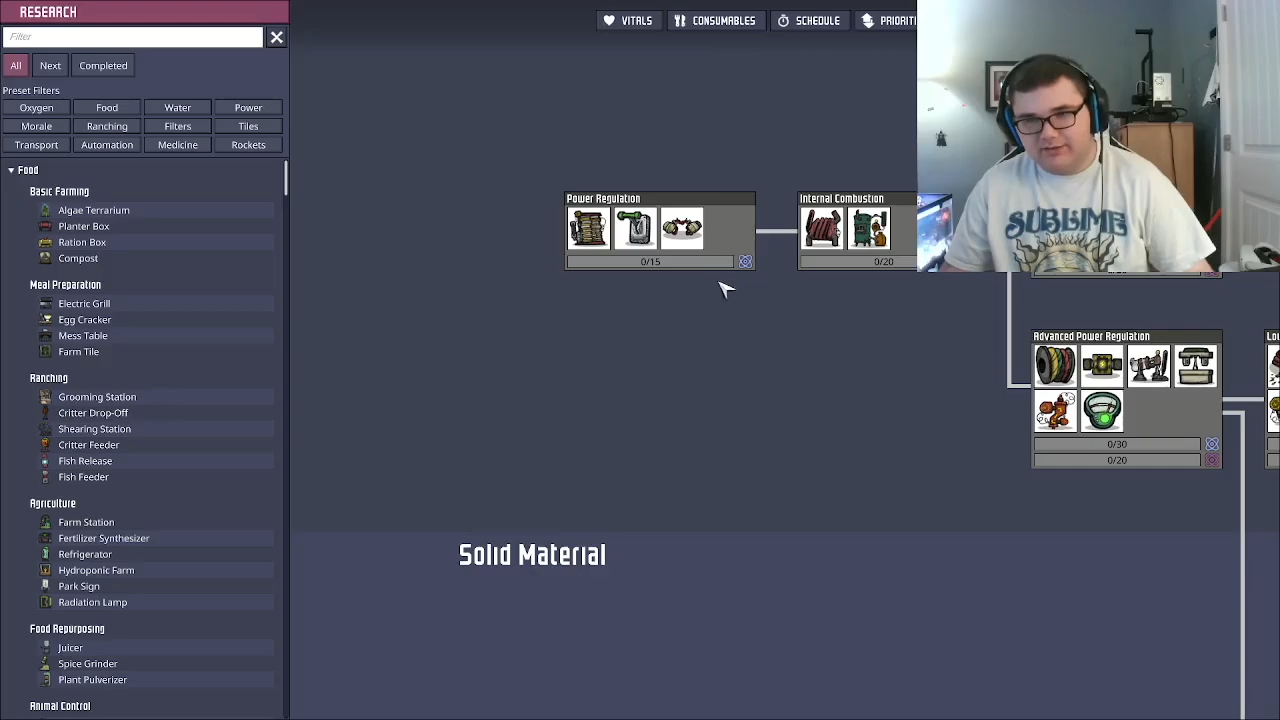 RESEARCH
VITALS
CONSUMABLES
SCHEDULE
Filter
All
Next
Completed
Preset Filters
Oxygen
Food
Water
Power
Morale
Ranching
Filters
Tiles
Transport
Automation
Medicine
Rockets
Food
Basic Farming
Algae Terrarium
Planter Box
Ration Box
Compost
Meal Preparation
Electric Grill
Egg Cracker
Mess Table
Farm Tile
Ranching
Grooming Station
Critter Drop-Off
Shearing Station
Critter Feeder
Fish Release
Fish Feeder
Agriculture
Farm Station
Fertilizer Synthesizer
Refrigerator
Hydroponic Farm
Park Sign
Radiation Lamp
Food Repurposing
Juicer
Spice Grinder
Plant Pulverizer
Animal Control
Power Regulation
0/15
Internal Combustion
0/20
SUBLIME
Advanced Power Regulation
0/30
0/20
Solid Material